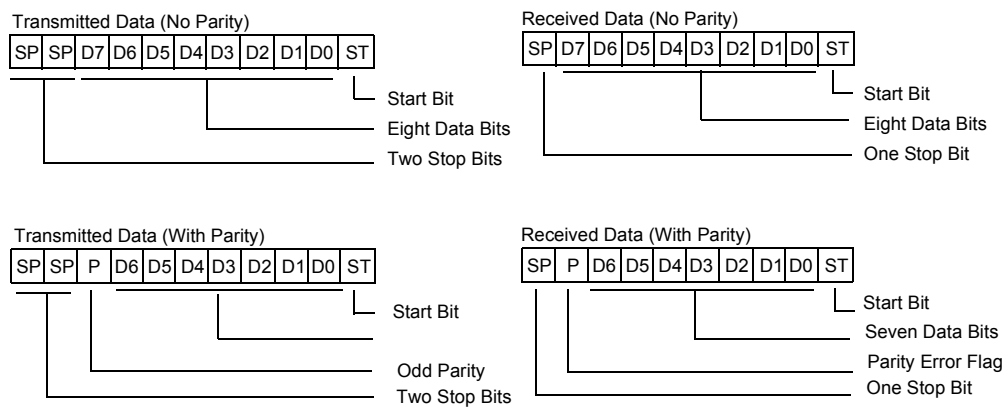 Transmitted Data (No Parity)
SP SP D7 D6 D5 D4 D3 D2 D1 D0 ST
Start Bit
Eight Data Bits
Two Stop Bits
Received Data (No Parity)
SP D7 D6 D5 D4 D3 D2 D1 D0 ST
Start Bit
Eight Data Bits
One Stop Bit
Transmitted Data (With Parity)
SP SP P D6 D5 D4 D3 D2 D1 D0 ST
Start Bit
Odd Parity
Two Stop Bits
Received Data (With Parity)
SP P D6 D5 D4 D3 D2 D1 D0 ST
Start Bit
Seven Data Bits
Parity Error Flag
One Stop Bit